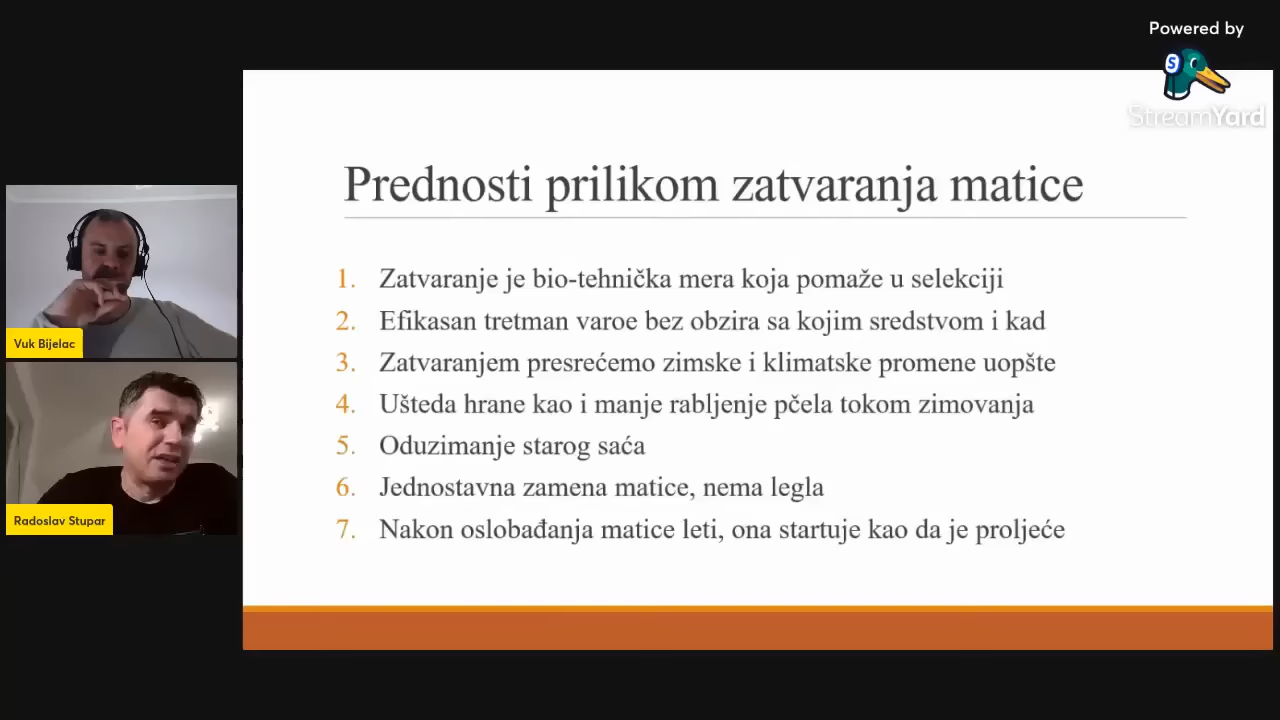 Powered by
StreamYard
Prednosti prilikom zatvaranja matice
1. Zatvaranje je bio-tehnička mera koja pomaže u selekciji
2. Efikasan tretman varoe bez obzira sa kojim sredstvom i kad
3. Zatvaranjem presrećemo zimske i klimatske promene uopšte
4. Ušteda hrane kao i manje rabljenje pčela tokom zimovanja
5. Oduzimanje starog saća
6. Jednostavna zamena matice, nema legla
7. Nakon oslobađanja matice leti, ona startuje kao da je proljeće
Vuk Bijelac
Radoslav Stupar